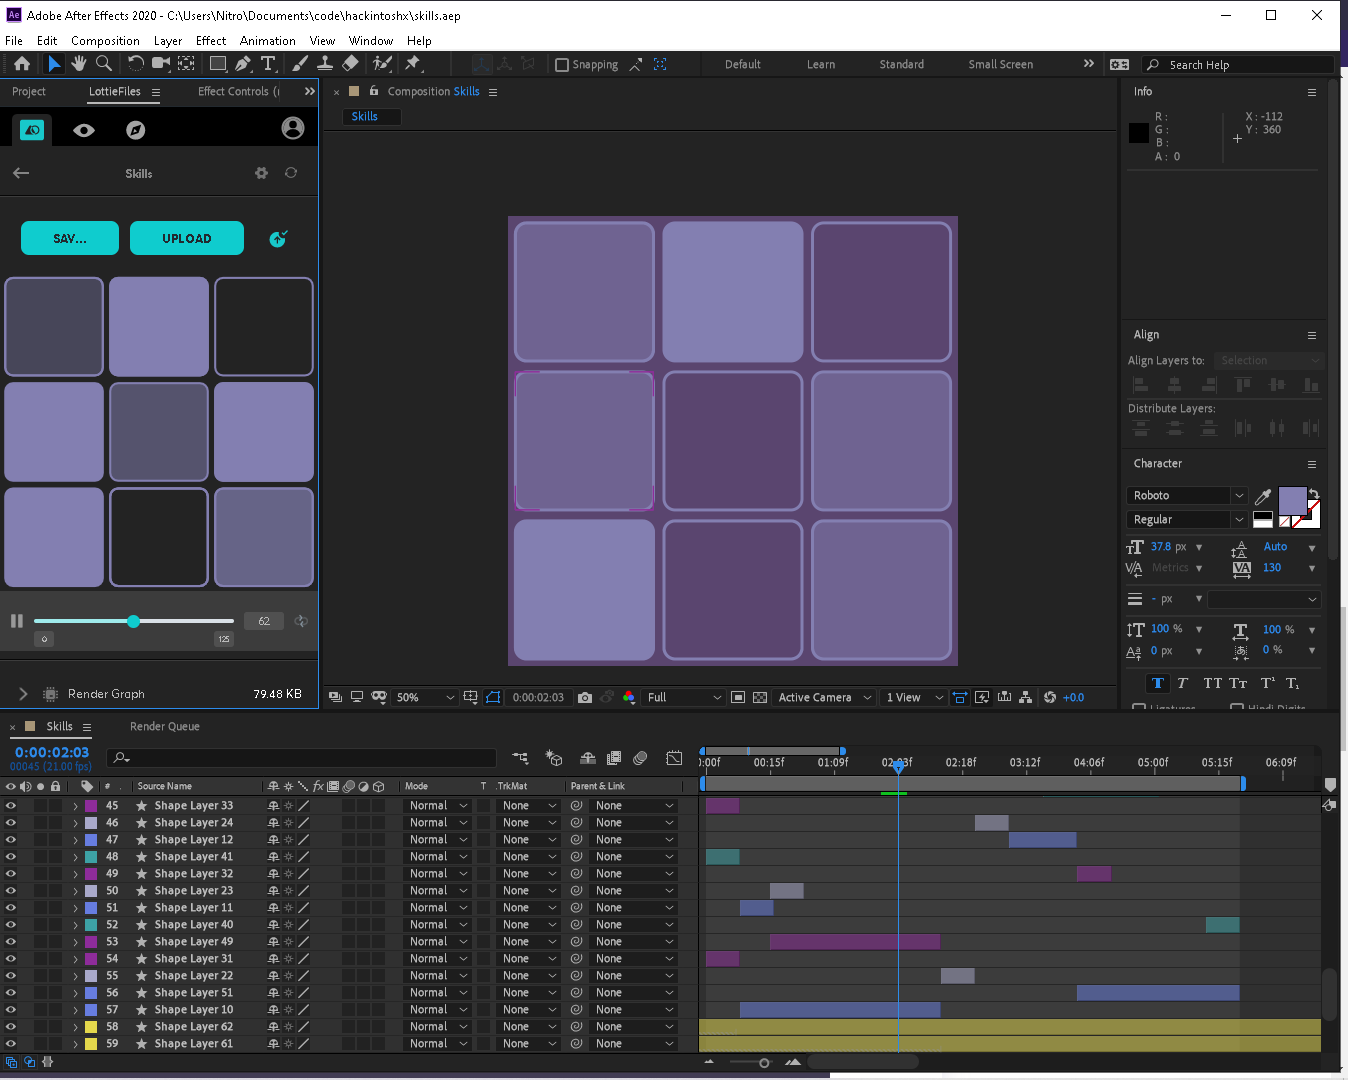 Ae Adobe After Effects 2020 - C:\Users\Nitro\Documents\code\hackintoshx\skills.aep
File Edit Composition Layer Effect Animation View Window Help
Snapping Default Learn Standard Small Screen Search Help
Project LottieFiles Effect Controls (
Composition Skills
Skills
Info
R :
G :
B :
A : 0
X : -112
Y : 360
Skills
SAV... UPLOAD
62
0 125
Render Graph 79.48 KB
50% 0:00:02:03 Full Active Camera 1 View +0.0
Align
Align Layers to: Selection
Distribute Layers:
Character
Roboto
Regular
37.8 px Auto
Metrics 130
- px
100 % 100 %
0 px 0 %
T T TT Tт T¹ T₁
Ligatures Hindi Digits
Skills Render Queue
0:00:02:03
00045 (21.00 fps)
:00f 00:15f 01:09f 02:03f 02:18f 03:12f 04:06f 05:00f 05:15f 06:09f
# Source Name fx Mode T .TrkMat Parent & Link
45 Shape Layer 33 Normal None None
46 Shape Layer 24 Normal None None
47 Shape Layer 12 Normal None None
48 Shape Layer 41 Normal None None
49 Shape Layer 32 Normal None None
50 Shape Layer 23 Normal None None
51 Shape Layer 11 Normal None None
52 Shape Layer 40 Normal None None
53 Shape Layer 49 Normal None None
54 Shape Layer 31 Normal None None
55 Shape Layer 22 Normal None None
56 Shape Layer 51 Normal None None
57 Shape Layer 10 Normal None None
58 Shape Layer 62 Normal None None
59 Shape Layer 61 Normal None None